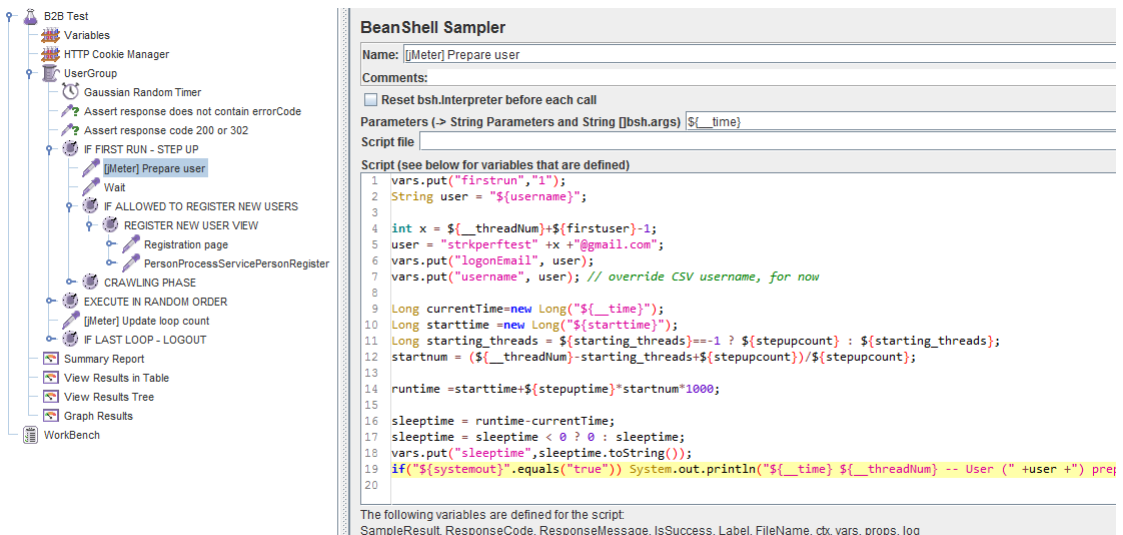 B2B Test
Variables
HTTP Cookie Manager
UserGroup
Gaussian Random Timer
Assert response does not contain errorCode
Assert response code 200 or 302
IF FIRST RUN - STEP UP
[jMeter] Prepare user
Wait
IF ALLOWED TO REGISTER NEW USERS
REGISTER NEW USER VIEW
Registration page
PersonProcessServicePersonRegister
CRAWLING PHASE
EXECUTE IN RANDOM ORDER
[jMeter] Update loop count
IF LAST LOOP - LOGOUT
Summary Report
View Results in Table
View Results Tree
Graph Results
WorkBench
BeanShell Sampler
Name: [jMeter] Prepare user
Comments:
Reset bsh.Interpreter before each call
Parameters (-> String Parameters and String []bsh.args) ${__time}
Script file
Script (see below for variables that are defined)
1 vars.put("firstrun","1");
2 String user = "${username}";
3
4 int x = ${__threadNum}+${firstuser}-1;
5 user = "strkperftest" +x +"@gmail.com";
6 vars.put("logonEmail", user);
7 vars.put("username", user); // override CSV username, for now
8
9 Long currentTime=new Long("${__time}");
10 Long starttime =new Long("${starttime}");
11 Long starting_threads = ${starting_threads}==-1 ? ${stepupcount} : ${starting_threads};
12 startnum = (${__threadNum}-starting_threads+${stepupcount})/${stepupcount};
13
14 runtime =starttime+${stepuptime}*startnum*1000;
15
16 sleeptime = runtime-currentTime;
17 sleeptime = sleeptime < 0 ? 0 : sleeptime;
18 vars.put("sleeptime",sleeptime.toString());
19 if("${systemout}".equals("true")) System.out.println("${__time} ${__threadNum} -- User (" +user +") prep
20
The following variables are defined for the script
SampleResult, ResponseCode, ResponseMessage, IsSuccess, Label, FileName, ctx, vars, props, log